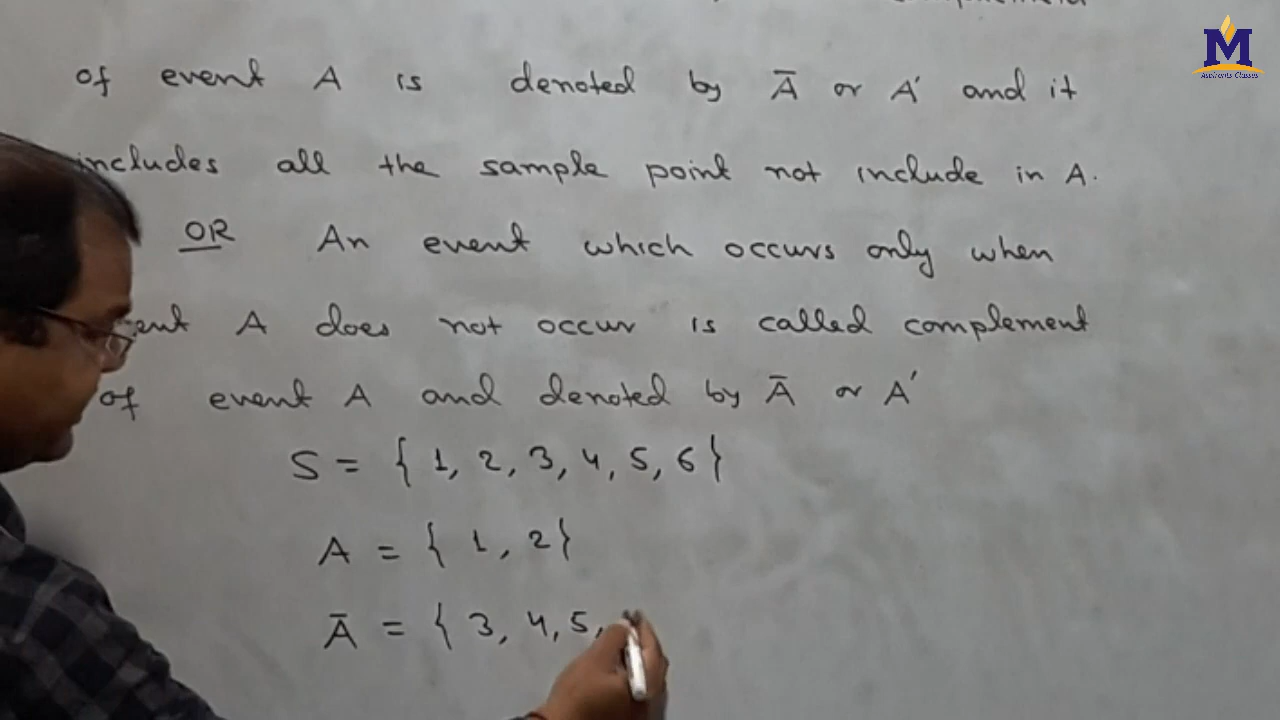 of event A is denoted by Ā or A' and it
includes all the sample point not include in A.
OR An event which occurs only when
A does not occur is called complement
of event A and denoted by Ā or A'
S = { 1, 2, 3, 4, 5, 6 }
A = { 1, 2 }
Ā = { 3, 4, 5,
M
Aspirants Classes